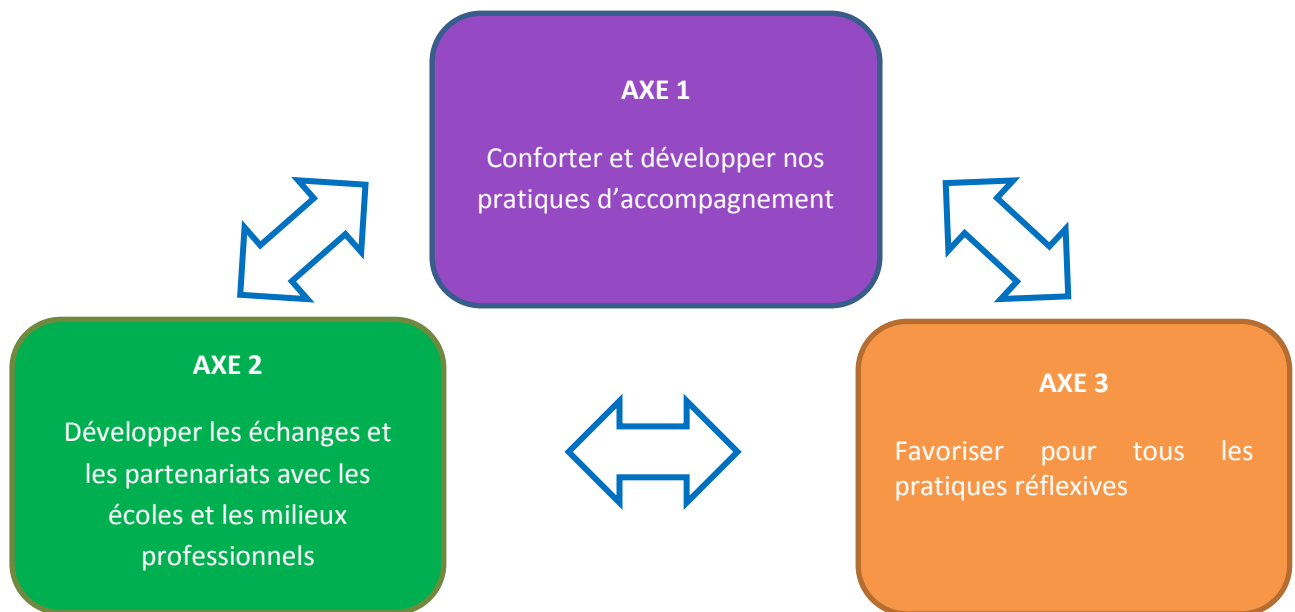 AXE 1
Conforter et développer nos
pratiques d’accompagnement
AXE 2
Développer les échanges et
les partenariats avec les
écoles et les milieux
professionnels
AXE 3
Favoriser pour tous les
pratiques réflexives